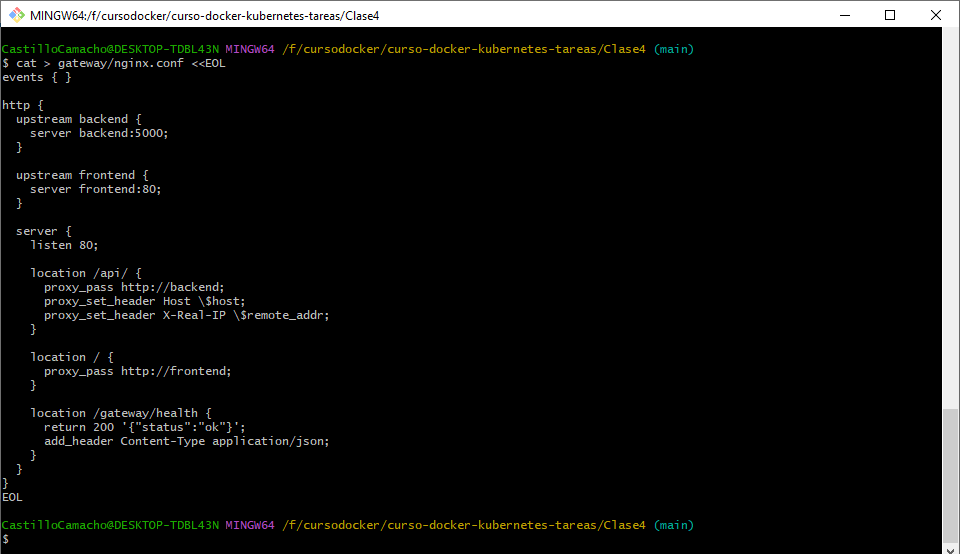 MINGW64:/f/cursodocker/curso-docker-kubernetes-tareas/Clase4
CastilloCamacho@DESKTOP-TDBL43N MINGW64 /f/cursodocker/curso-docker-kubernetes-tareas/Clase4 (main)
$ cat > gateway/nginx.conf <<EOL
events { }

http {
  upstream backend {
    server backend:5000;
  }

  upstream frontend {
    server frontend:80;
  }

  server {
    listen 80;

    location /api/ {
      proxy_pass http://backend;
      proxy_set_header Host \$host;
      proxy_set_header X-Real-IP \$remote_addr;
    }

    location / {
      proxy_pass http://frontend;
    }

    location /gateway/health {
      return 200 '{"status":"ok"}';
      add_header Content-Type application/json;
    }
  }
}
EOL

CastilloCamacho@DESKTOP-TDBL43N MINGW64 /f/cursodocker/curso-docker-kubernetes-tareas/Clase4 (main)
$